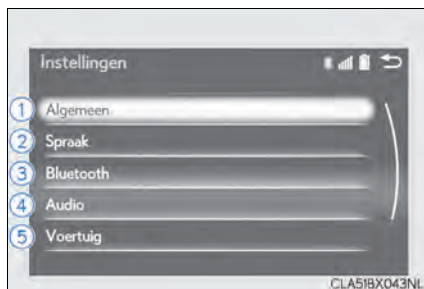 Instellingen
1 Algemeen
2 Spraak
3 Bluetooth
4 Audio
5 Voertuig
CLA51BX043NL